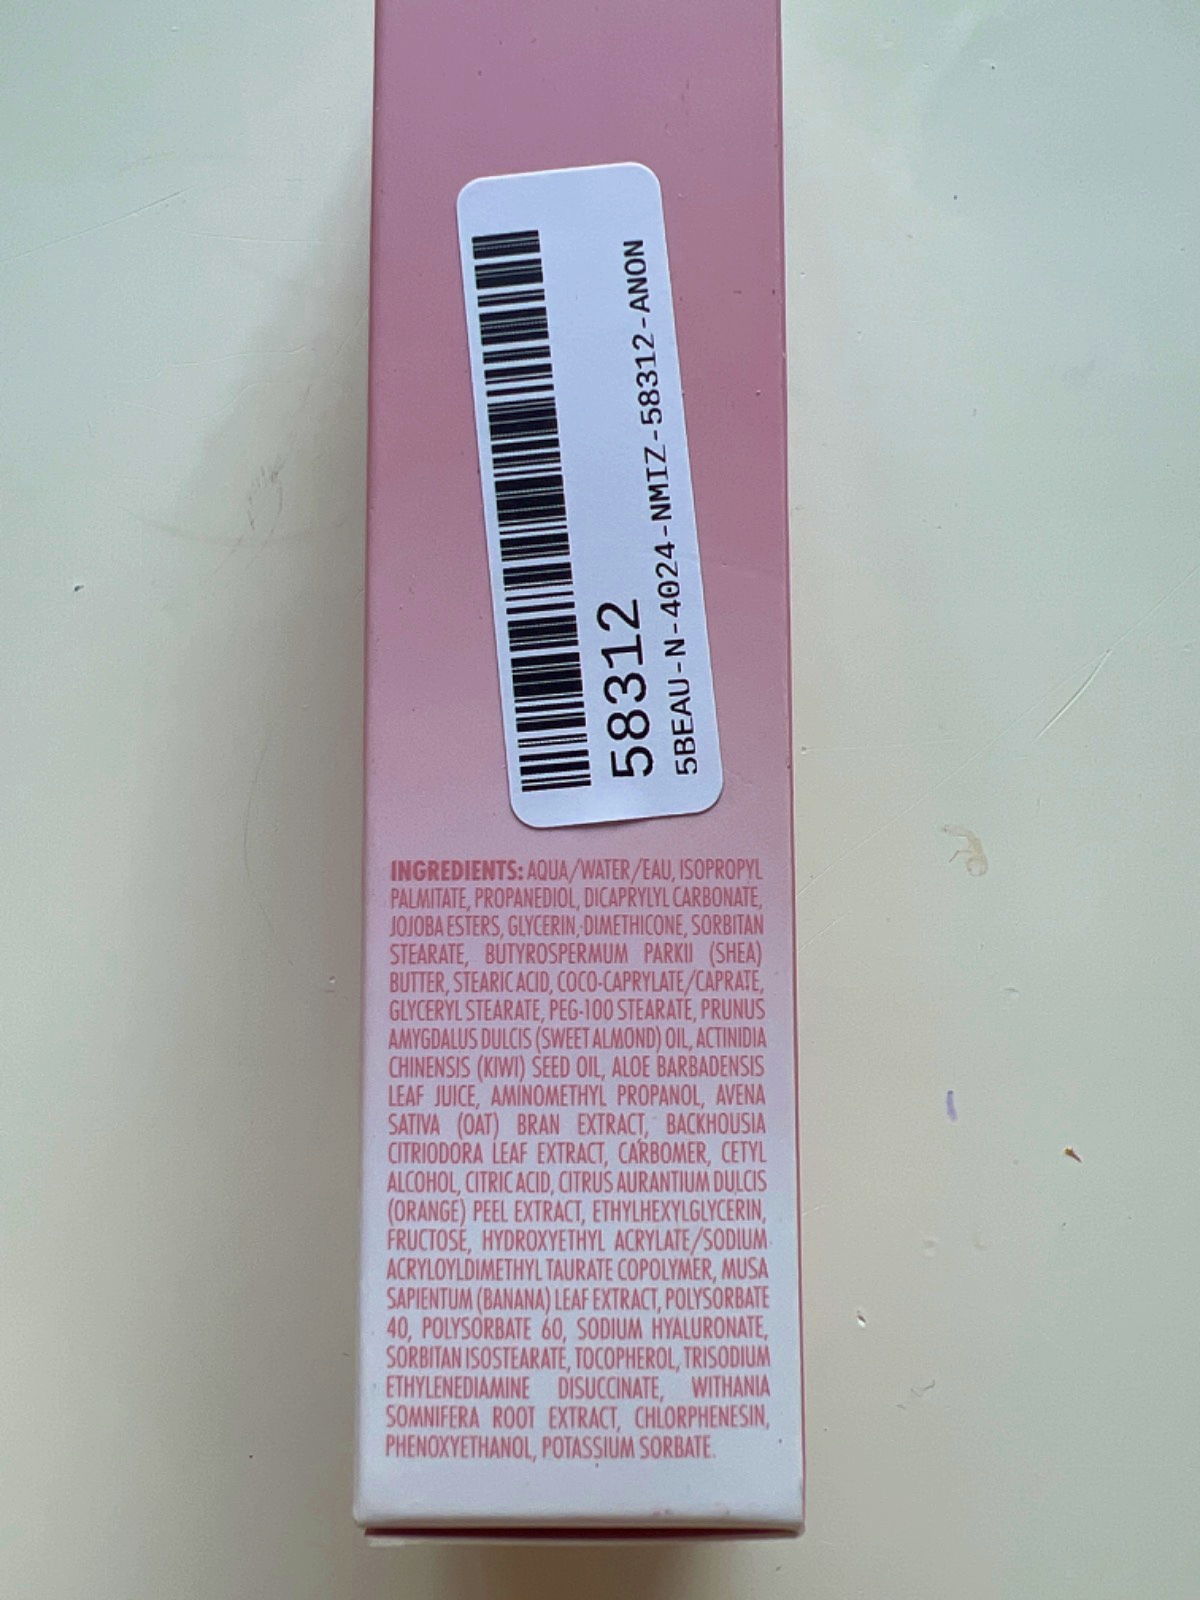 58312
5BEAU-N-4024-NMIZ-58312-ANON
INGREDIENTS: AQUA/WATER/EAU, ISOPROPYL
PALMITATE, PROPANEDIOL, DICAPRYLYL CARBONATE,
JOJOBA ESTERS, GLYCERIN, DIMETHICONE, SORBITAN
STEARATE, BUTYROSPERMUM PARKII (SHEA)
BUTTER, STEARIC ACID, COCO-CAPRYLATE/CAPRATE,
GLYCERYL STEARATE, PEG-100 STEARATE, PRUNUS
AMYGDALUS DULCIS (SWEET ALMOND) OIL, ACTINIDIA
CHINENSIS (KIWI) SEED OIL, ALOE BARBADENSIS
LEAF JUICE, AMINOMETHYL PROPANOL, AVENA
SATIVA (OAT) BRAN EXTRACT, BACKHOUSIA
CITRIODORA LEAF EXTRACT, CARBOMER, CETYL
ALCOHOL, CITRIC ACID, CITRUS AURANTIUM DULCIS
(ORANGE) PEEL EXTRACT, ETHYLHEXYLGLYCERIN,
FRUCTOSE, HYDROXYETHYL ACRYLATE/SODIUM
ACRYLOYLDIMETHYL TAURATE COPOLYMER, MUSA
SAPIENTUM (BANANA) LEAF EXTRACT, POLYSORBATE
40, POLYSORBATE 60, SODIUM HYALURONATE,
SORBITAN ISOSTEARATE, TOCOPHEROL, TRISODIUM
ETHYLENEDIAMINE DISUCCINATE, WITHANIA
SOMNIFERA ROOT EXTRACT, CHLORPHENESIN,
PHENOXYETHANOL, POTASSIUM SORBATE.